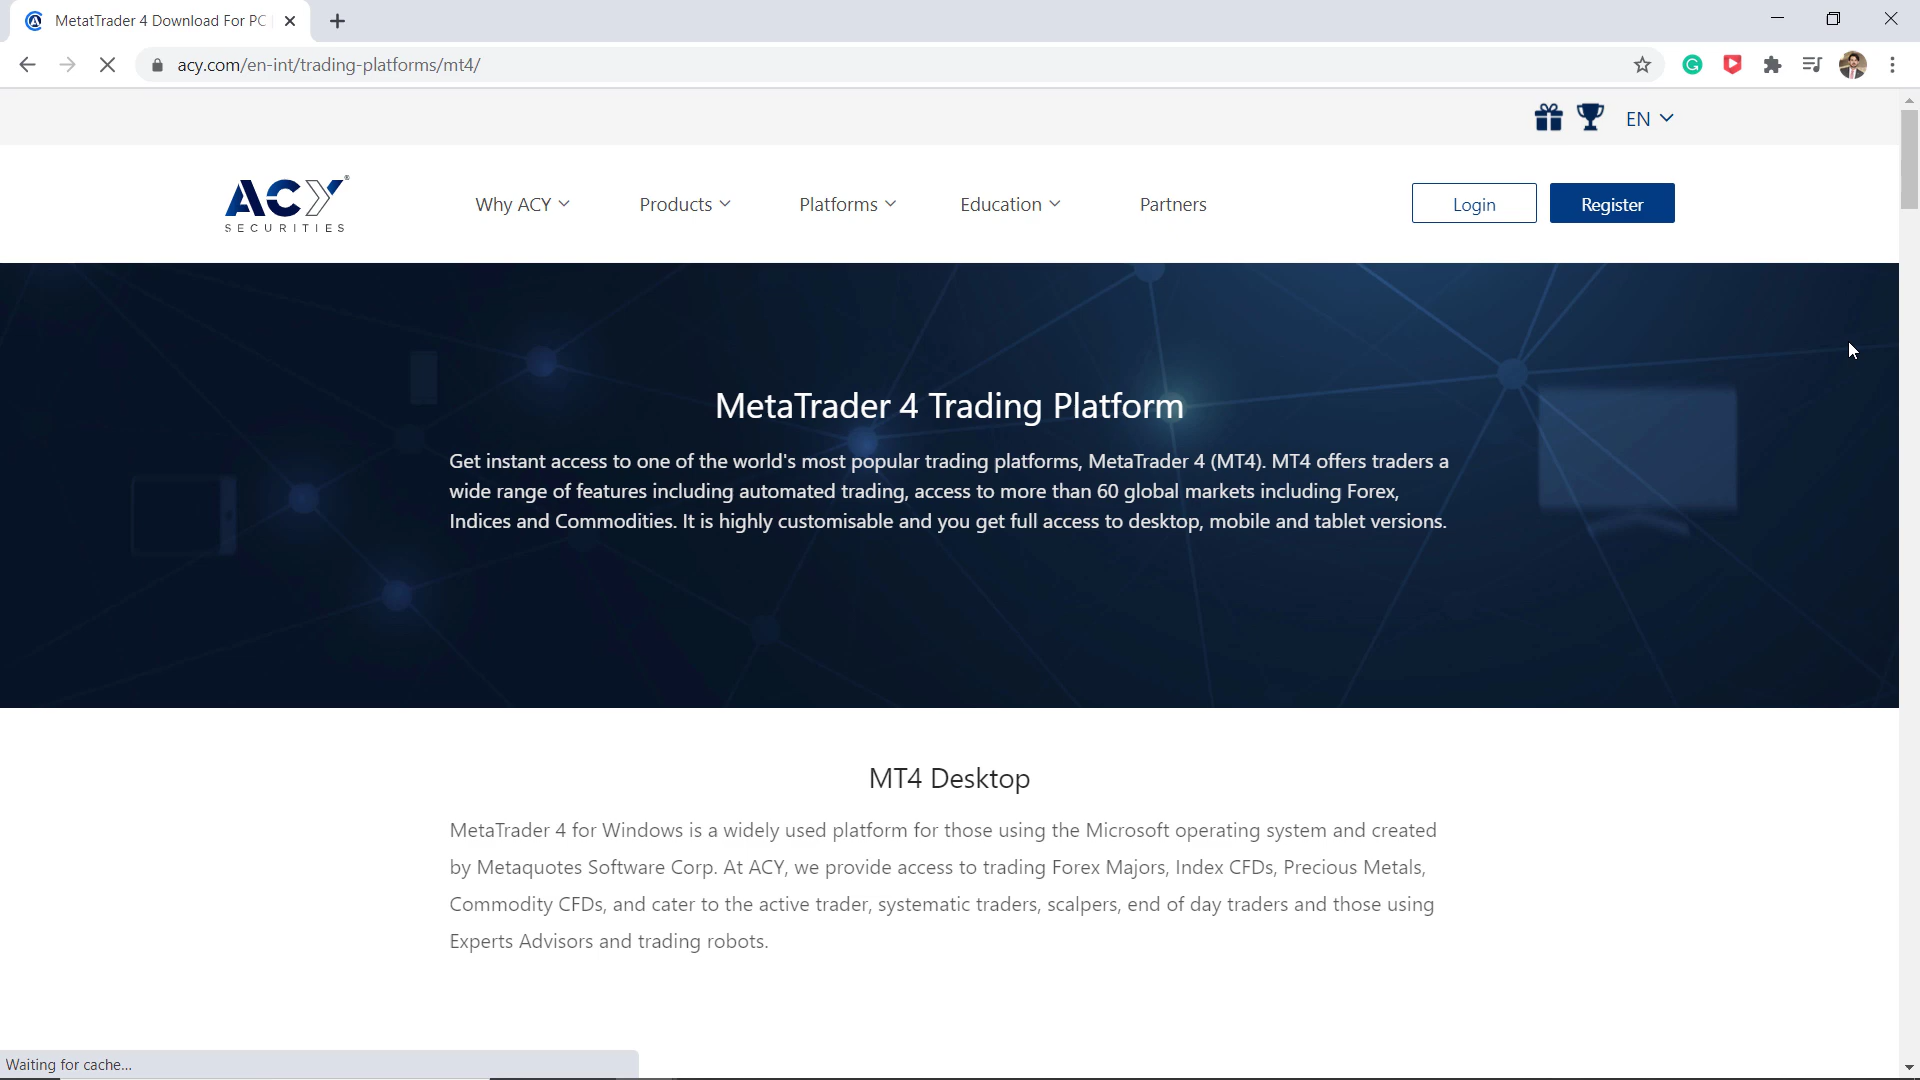 MetatTrader 4 Download For PC
acy.com/en-int/trading-platforms/mt4/
EN
ACY®
SECURITIES
Why ACY
Products
Platforms
Education
Partners
Login
Register
MetaTrader 4 Trading Platform
Get instant access to one of the world's most popular trading platforms, MetaTrader 4 (MT4). MT4 offers traders a
wide range of features including automated trading, access to more than 60 global markets including Forex,
Indices and Commodities. It is highly customisable and you get full access to desktop, mobile and tablet versions.
MT4 Desktop
MetaTrader 4 for Windows is a widely used platform for those using the Microsoft operating system and created
by Metaquotes Software Corp. At ACY, we provide access to trading Forex Majors, Index CFDs, Precious Metals,
Commodity CFDs, and cater to the active trader, systematic traders, scalpers, end of day traders and those using
Experts Advisors and trading robots.
Waiting for cache...